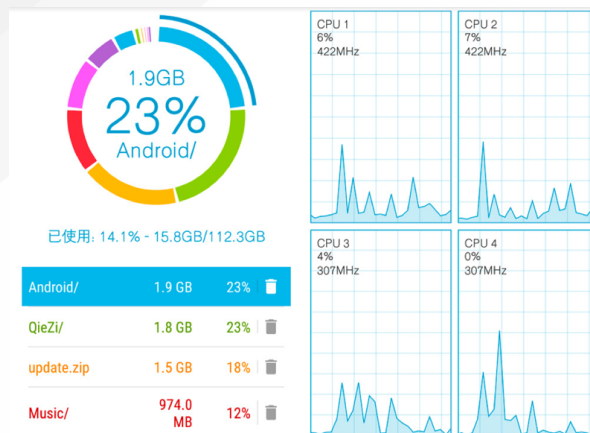 1.9GB
23%
Android/
已使用: 14.1% - 15.8GB/112.3GB
Android/ 1.9 GB 23%
QieZi/ 1.8 GB 23%
update.zip 1.5 GB 18%
Music/ 974.0 MB 12%
CPU 1
6%
422MHz
CPU 2
7%
422MHz
CPU 3
4%
307MHz
CPU 4
0%
307MHz